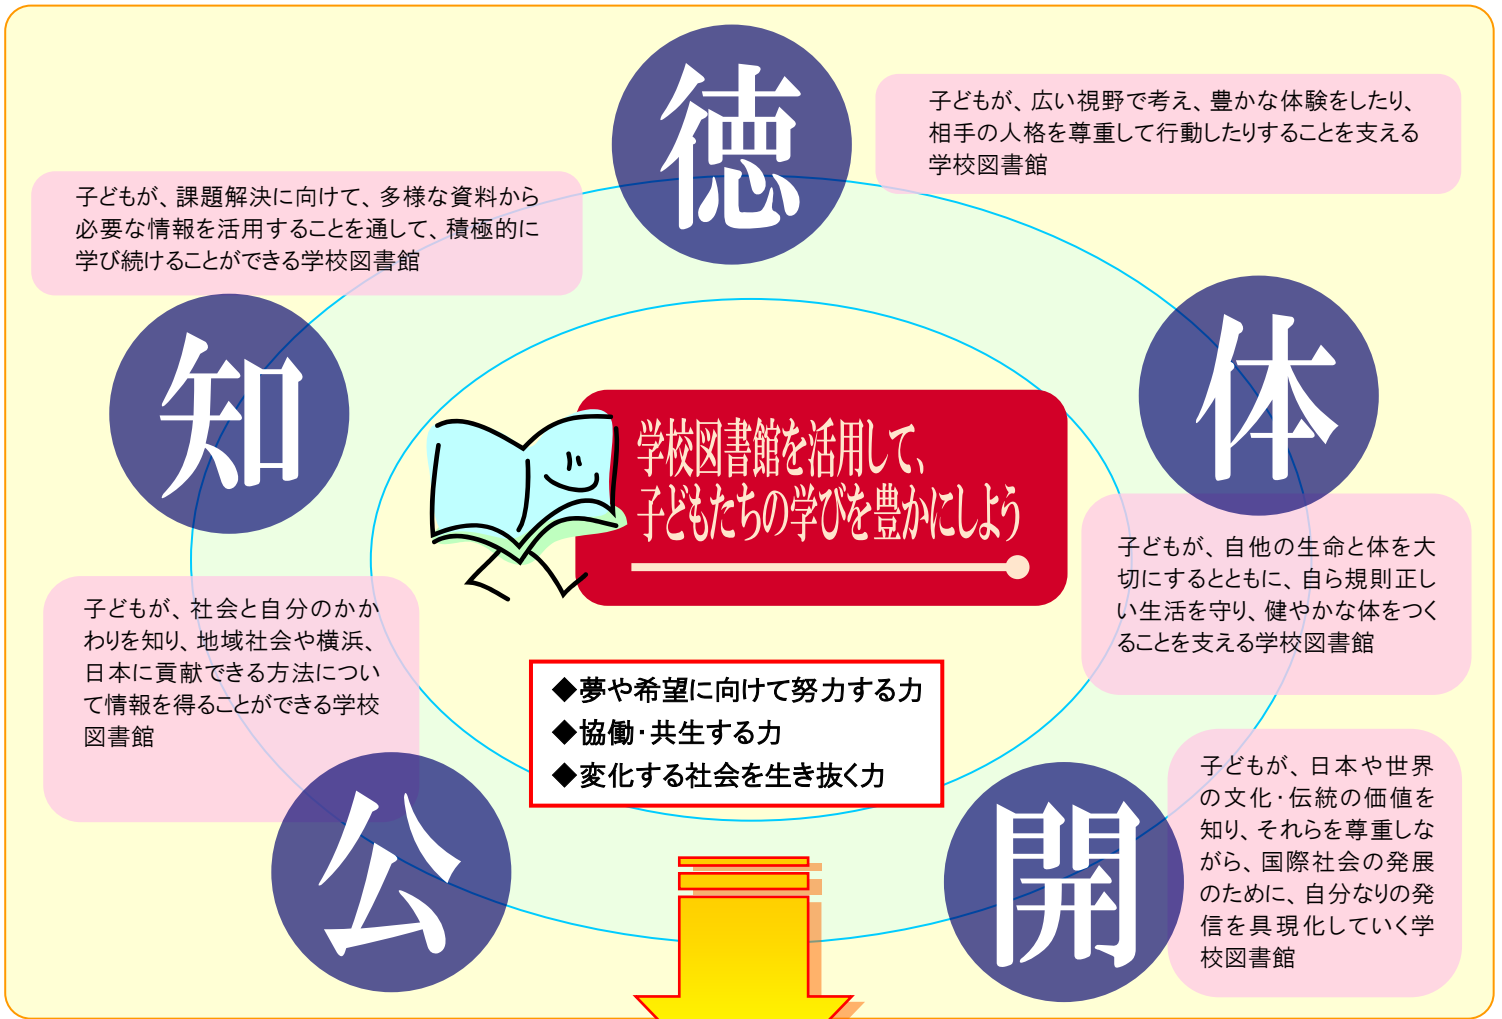 徳
子どもが、広い視野で考え、豊かな体験をしたり、
相手の人格を尊重して行動したりすることを支える
学校図書館
子どもが、課題解決に向けて、多様な資料から
必要な情報を活用することを通して、積極的に
学び続けることができる学校図書館
知
体
学校図書館を活用して、
子どもたちの学びを豊かにしよう
子どもが、自他の生命と体を大
切にするとともに、自ら規則正し
い生活を守り、健やかな体をつく
ることを支える学校図書館
子どもが、社会と自分のかか
わりを知り、地域社会や横浜、
日本に貢献できる方法につい
て情報を得ることができる学校
図書館
◆夢や希望に向けて努力する力
◆協働・共生する力
◆変化する社会を生き抜く力
公
開
子どもが、日本や世界
の文化・伝統の価値を
知り、それらを尊重しな
がら、国際社会の発展
のために、自分なりの発
信を具現化していく学
校図書館